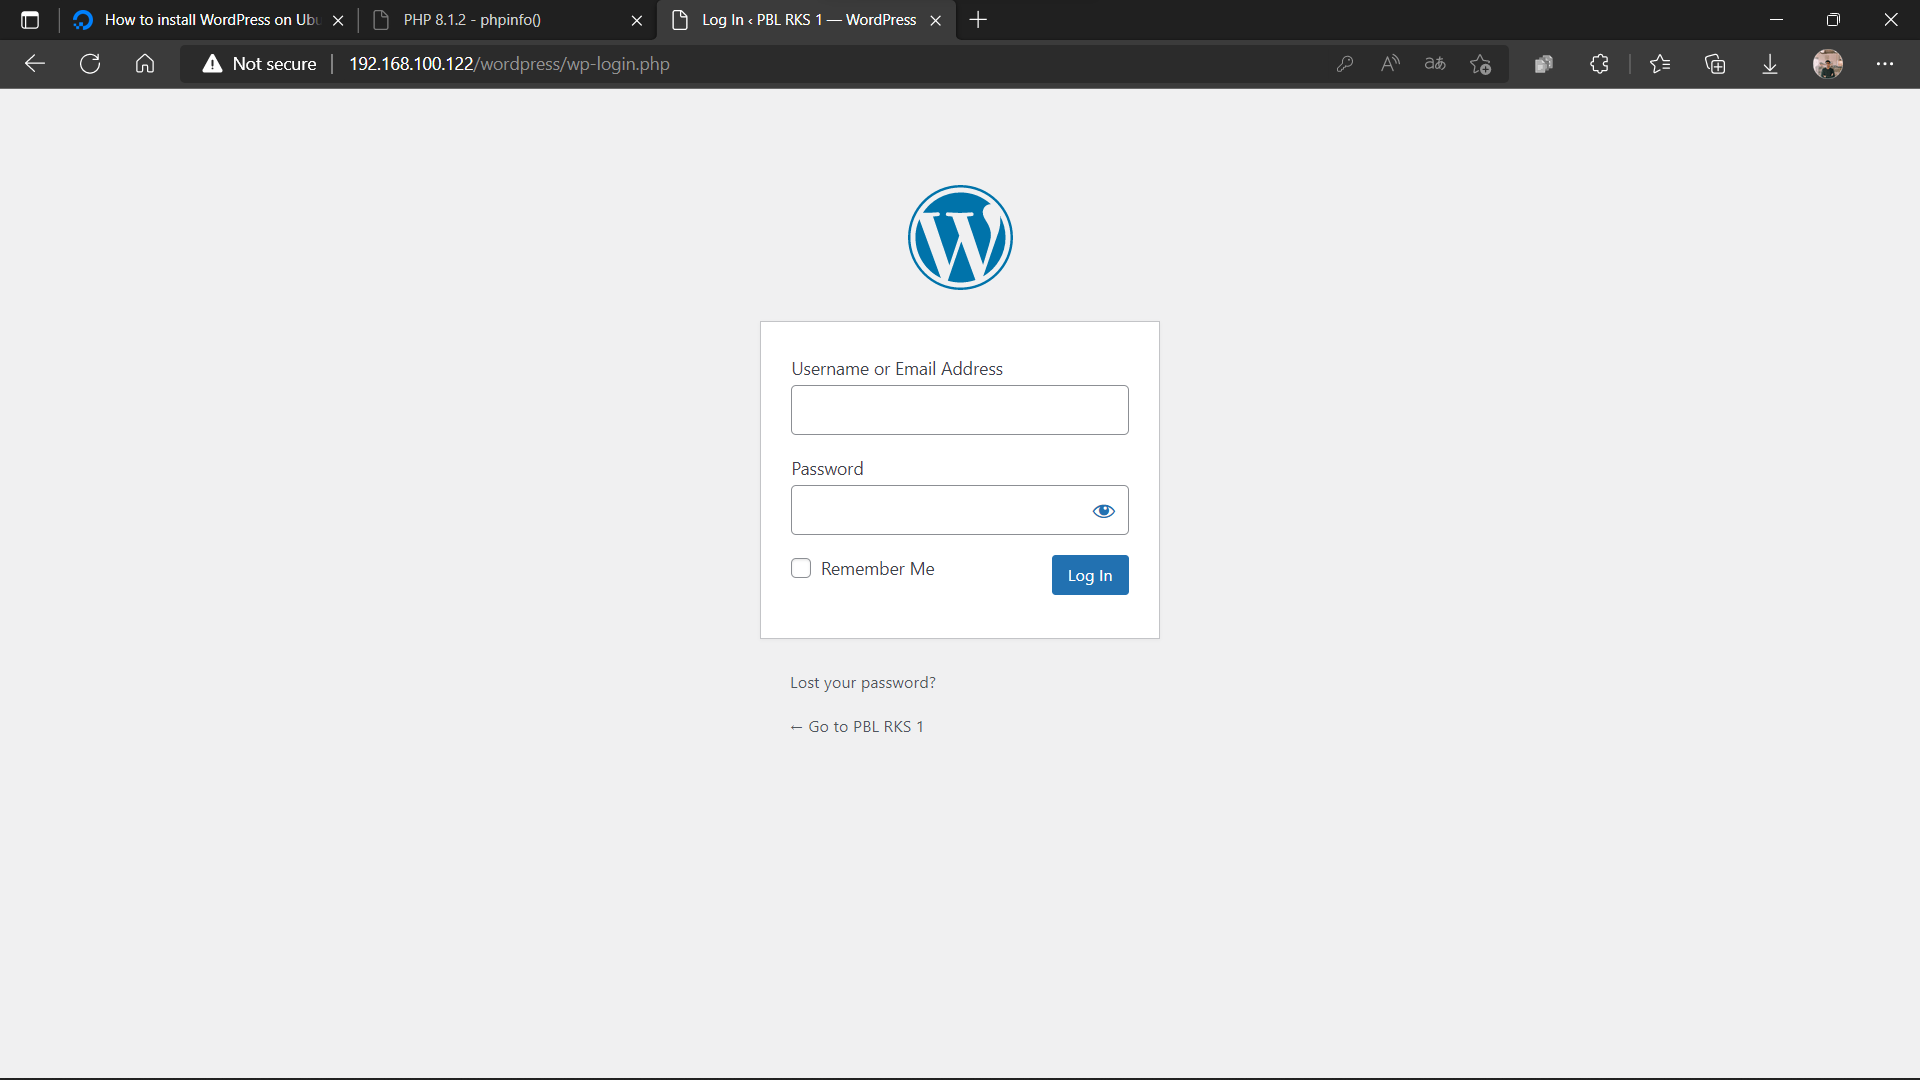 How to install WordPress on Ubu
PHP 8.1.2 - phpinfo()
Log In ‹ PBL RKS 1 — WordPress
Not secure
192.168.100.122/wordpress/wp-login.php
Username or Email Address
Password
Remember Me
Log In
Lost your password?
← Go to PBL RKS 1